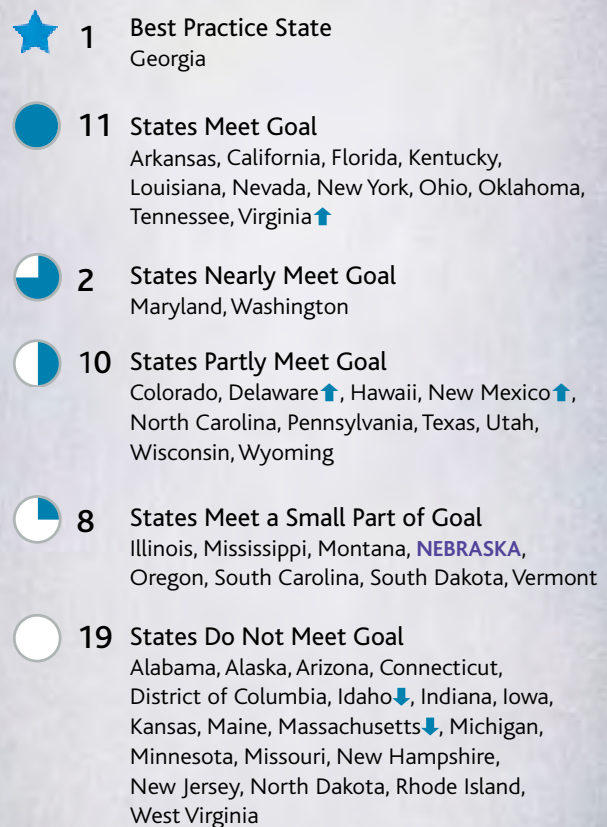 1 Best Practice State
Georgia
11 States Meet Goal
Arkansas, California, Florida, Kentucky,
Louisiana, Nevada, New York, Ohio, Oklahoma,
Tennessee, Virginia⬆
2 States Nearly Meet Goal
Maryland, Washington
10 States Partly Meet Goal
Colorado, Delaware⬆, Hawaii, New Mexico⬆,
North Carolina, Pennsylvania, Texas, Utah,
Wisconsin, Wyoming
8 States Meet a Small Part of Goal
Illinois, Mississippi, Montana, NEBRASKA,
Oregon, South Carolina, South Dakota, Vermont
19 States Do Not Meet Goal
Alabama, Alaska, Arizona, Connecticut,
District of Columbia, Idaho⬇, Indiana, Iowa,
Kansas, Maine, Massachusetts⬇, Michigan,
Minnesota, Missouri, New Hampshire,
New Jersey, North Dakota, Rhode Island,
West Virginia